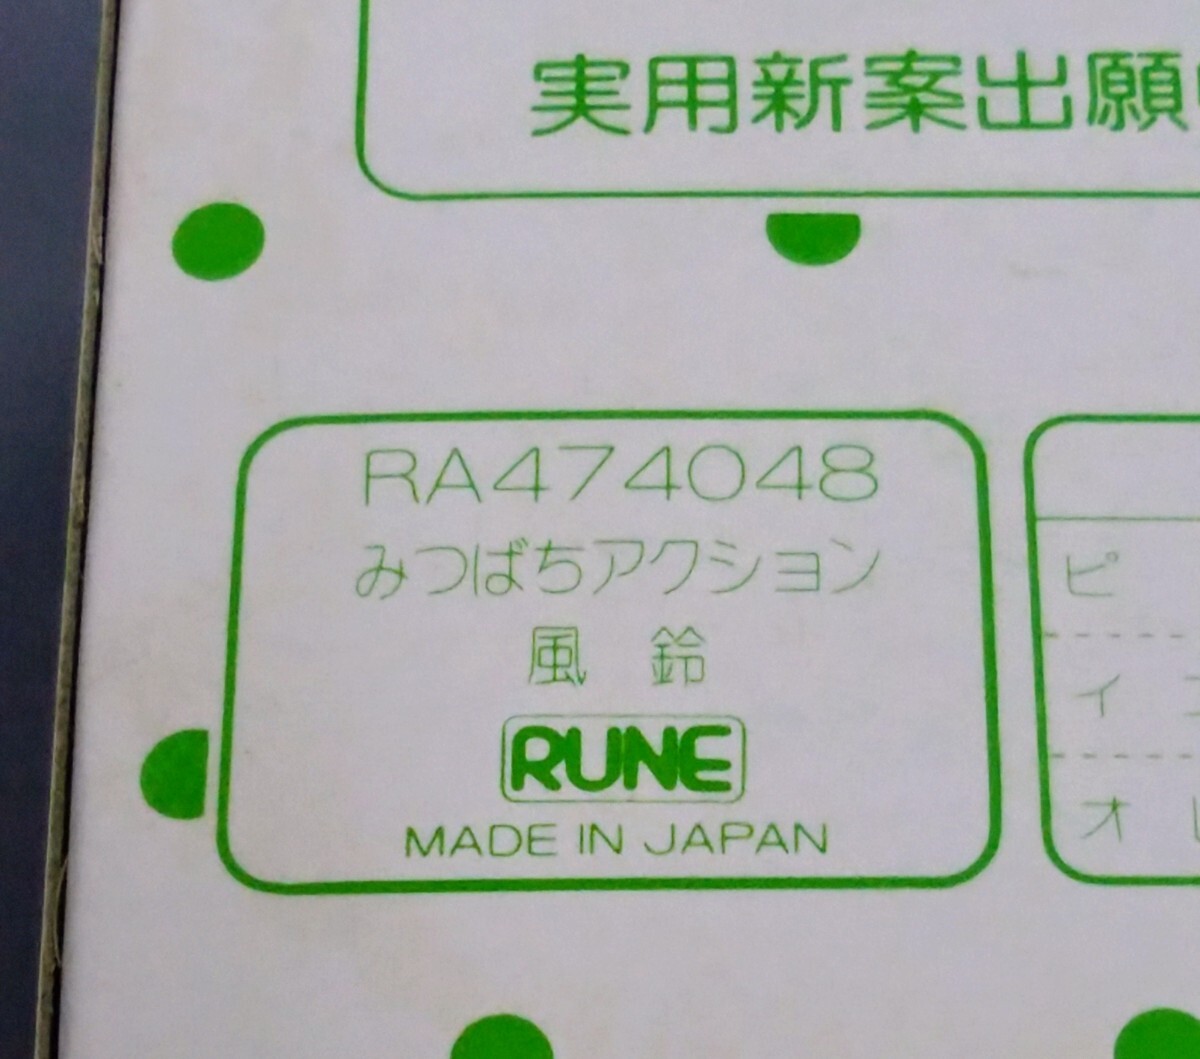 実用新案出願
RA474048
みつばちアクション
風 鈴
RUNE
MADE IN JAPAN
ピ
イ
オ